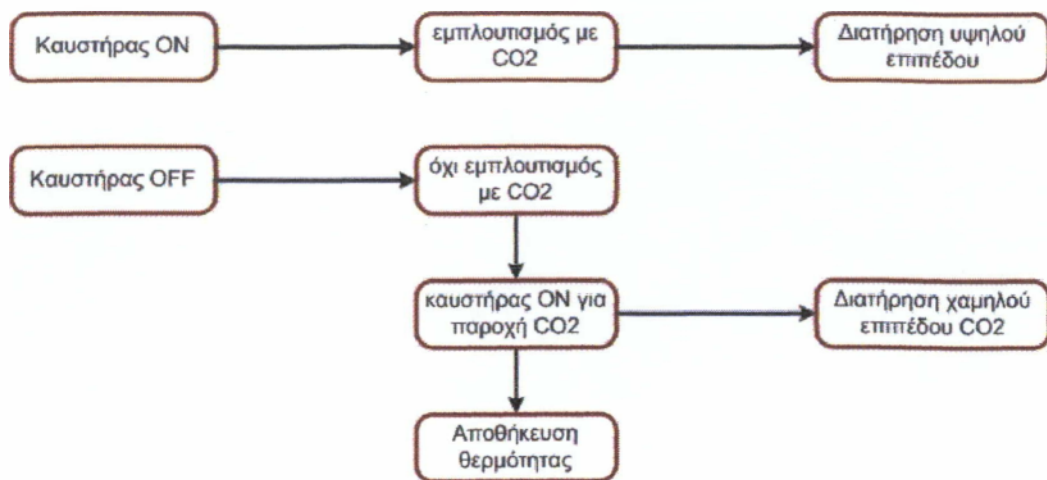 Καυστήρας ON
εμπλουτισμός με
CO2
Διατήρηση υψηλού
επιπέδου
Καυστήρας OFF
όχι εμπλουτισμός
με CO2
καυστήρας ON για
παροχή CO2
Διατήρηση χαμηλού
επιπέδου CO2
Αποθήκευση
θερμότητας